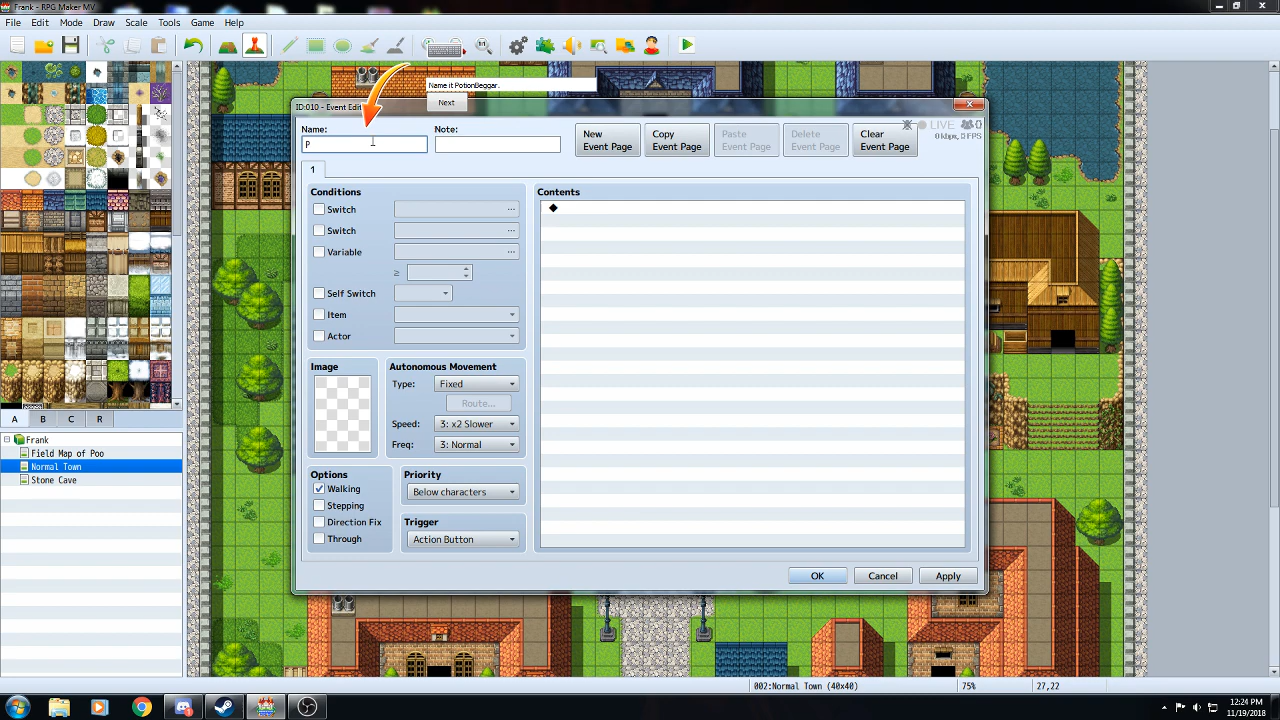 Frank - RPG Maker MV
File Edit Mode Draw Scale Tools Game Help
Name it PotionBeggar.
Next
ID:010 - Event Edit
Name: Note:
P
New Event Page
Copy Event Page
Paste Event Page
Delete Event Page
Clear Event Page
LIVE
0 kbps, 0 FPS
1
Conditions
Switch
Switch
Variable
≥
Self Switch
Item
Actor
Contents
◆
Image
Autonomous Movement
Type: Fixed
Route...
Speed: 3: x2 Slower
Freq: 3: Normal
Options
Walking
Stepping
Direction Fix
Through
Priority
Below characters
Trigger
Action Button
OK Cancel Apply
A B C R
Frank
Field Map of Poo
Normal Town
Stone Cave
002:Normal Town (40x40) 75% 27,22
12:24 PM
11/19/2018